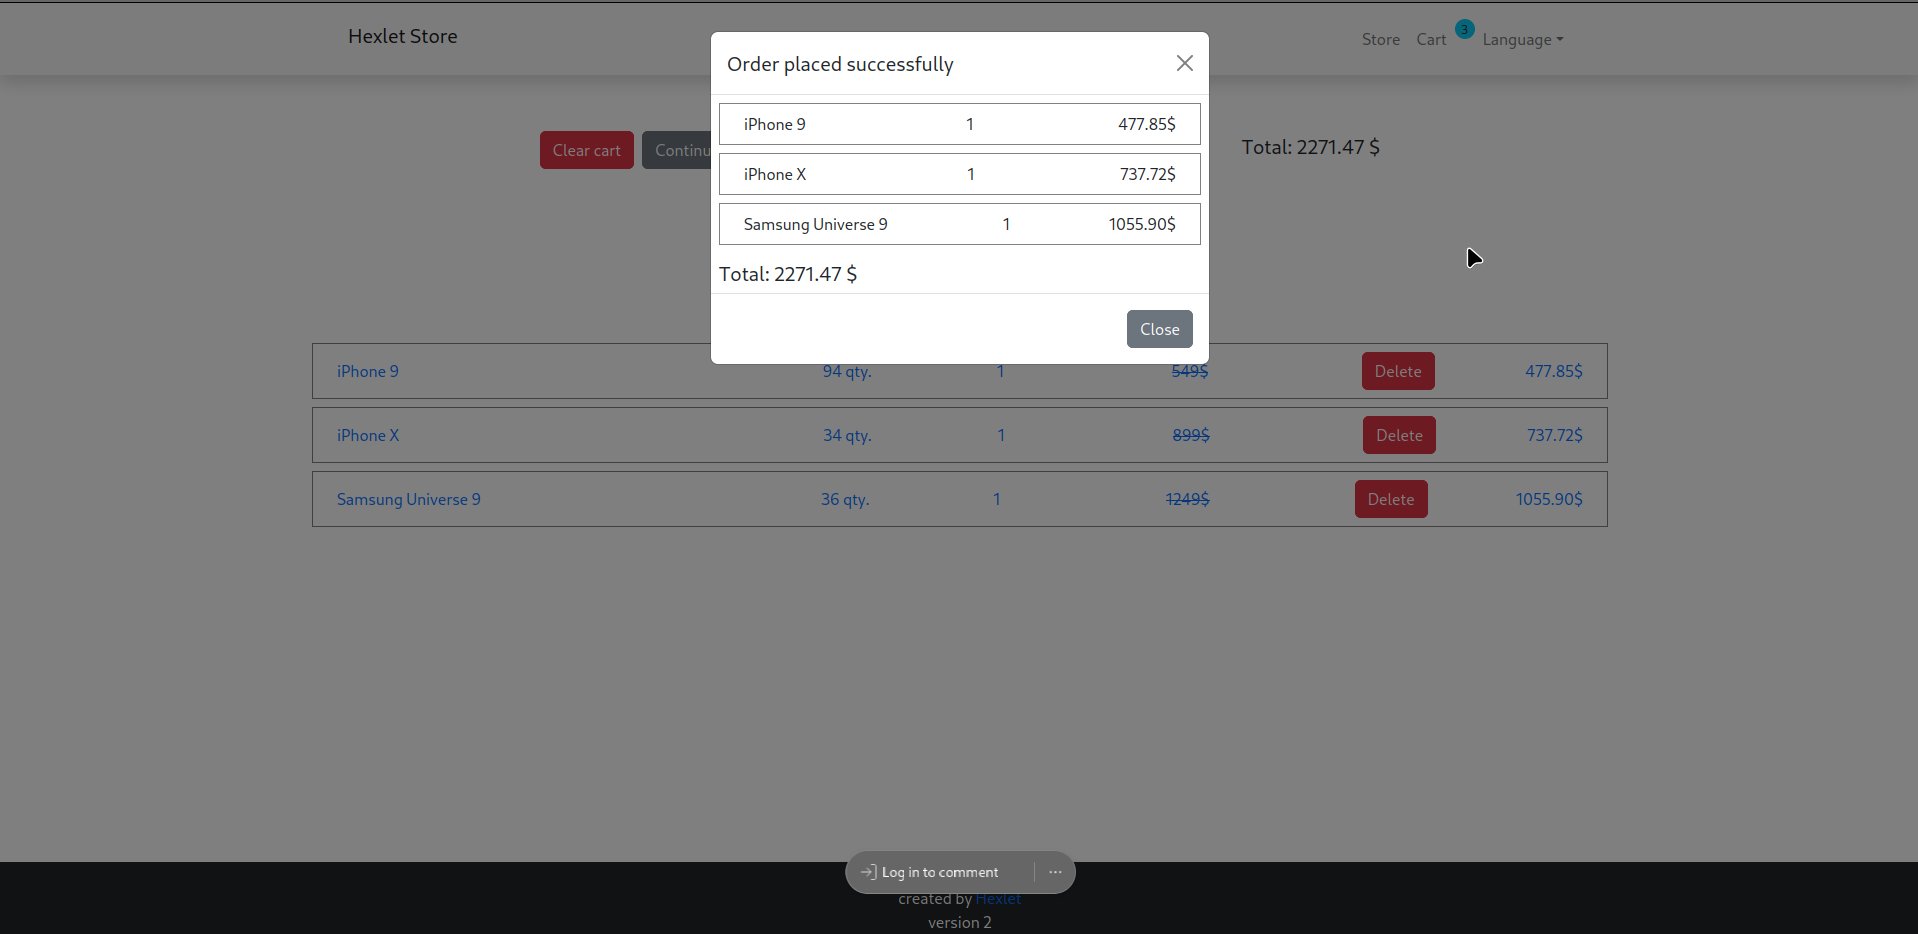 Hexlet Store
Store Cart 3 Language
Order placed successfully
iPhone 9 1 477.85$
iPhone X 1 737.72$
Samsung Universe 9 1 1055.90$
Total: 2271.47 $
Close
Clear cart Continu
Total: 2271.47 $
iPhone 9 94 qty. 1 549$ Delete 477.85$
iPhone X 34 qty. 1 899$ Delete 737.72$
Samsung Universe 9 36 qty. 1 1249$ Delete 1055.90$
Log in to comment
created by Hexlet
version 2